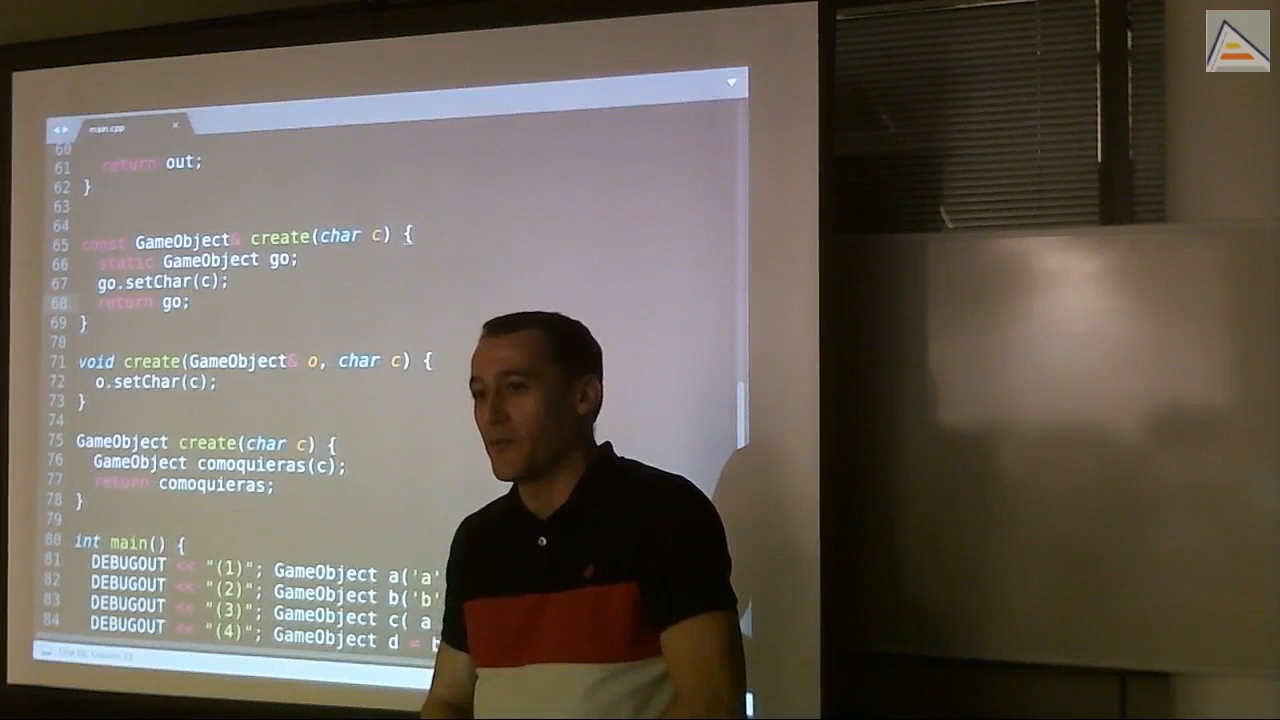 main.cpp
60
61 return out;
62 }
63
64
65 const GameObject& create(char c) {
66 static GameObject go;
67 go.setChar(c);
68 return go;
69 }
70
71 void create(GameObject& o, char c) {
72 o.setChar(c);
73 }
74
75 GameObject create(char c) {
76 GameObject comoquieras(c);
77 return comoquieras;
78 }
79
80 int main() {
81 DEBUGOUT << "(1)"; GameObject a('a'
82 DEBUGOUT << "(2)"; GameObject b('b'
83 DEBUGOUT << "(3)"; GameObject c( a
84 DEBUGOUT << "(4)"; GameObject d =